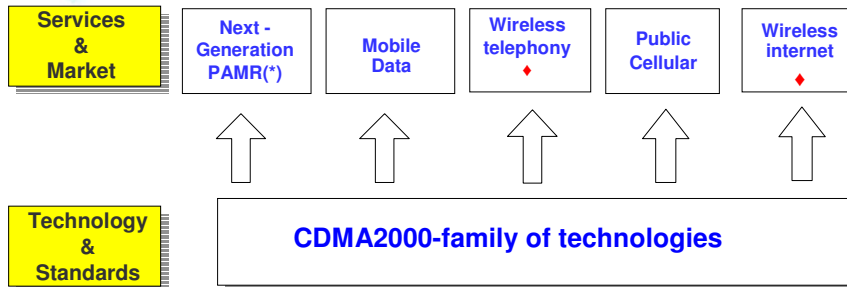 Services
&
Market
Next -
Generation
PAMR(*)
Mobile
Data
Wireless
telephony
♦
Public
Cellular
Wireless
internet
♦
Technology
&
Standards
CDMA2000-family of technologies